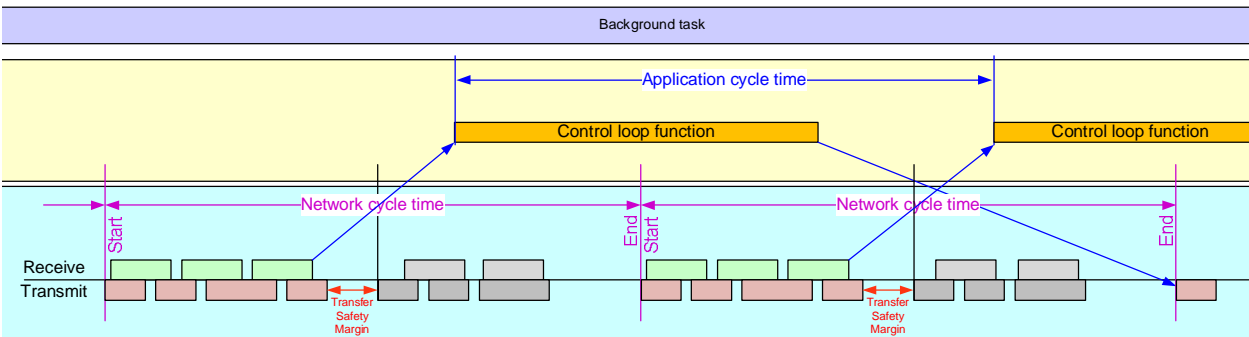 Background task
Application cycle time
Control loop function
Control loop function
Network cycle time
Network cycle time
Start
End
Start
End
Receive
Transmit
Transfer
Safety
Margin
Transfer
Safety
Margin